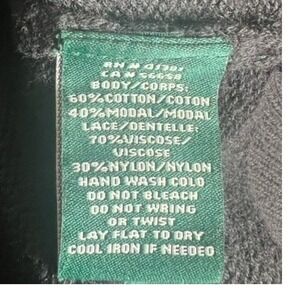 RN #
CA N 56658
BODY/CORPS:
60%COTTON/COTON
40%MODAL/MODAL
LACE/DENTELLE:
70%VISCOSE/
VISCOSE
30%NYLON/NYLON
HAND WASH COLD
DO NOT BLEACH
DO NOT WRING
OR TWIST
LAY FLAT TO DRY
COOL IRON IF NEEDED